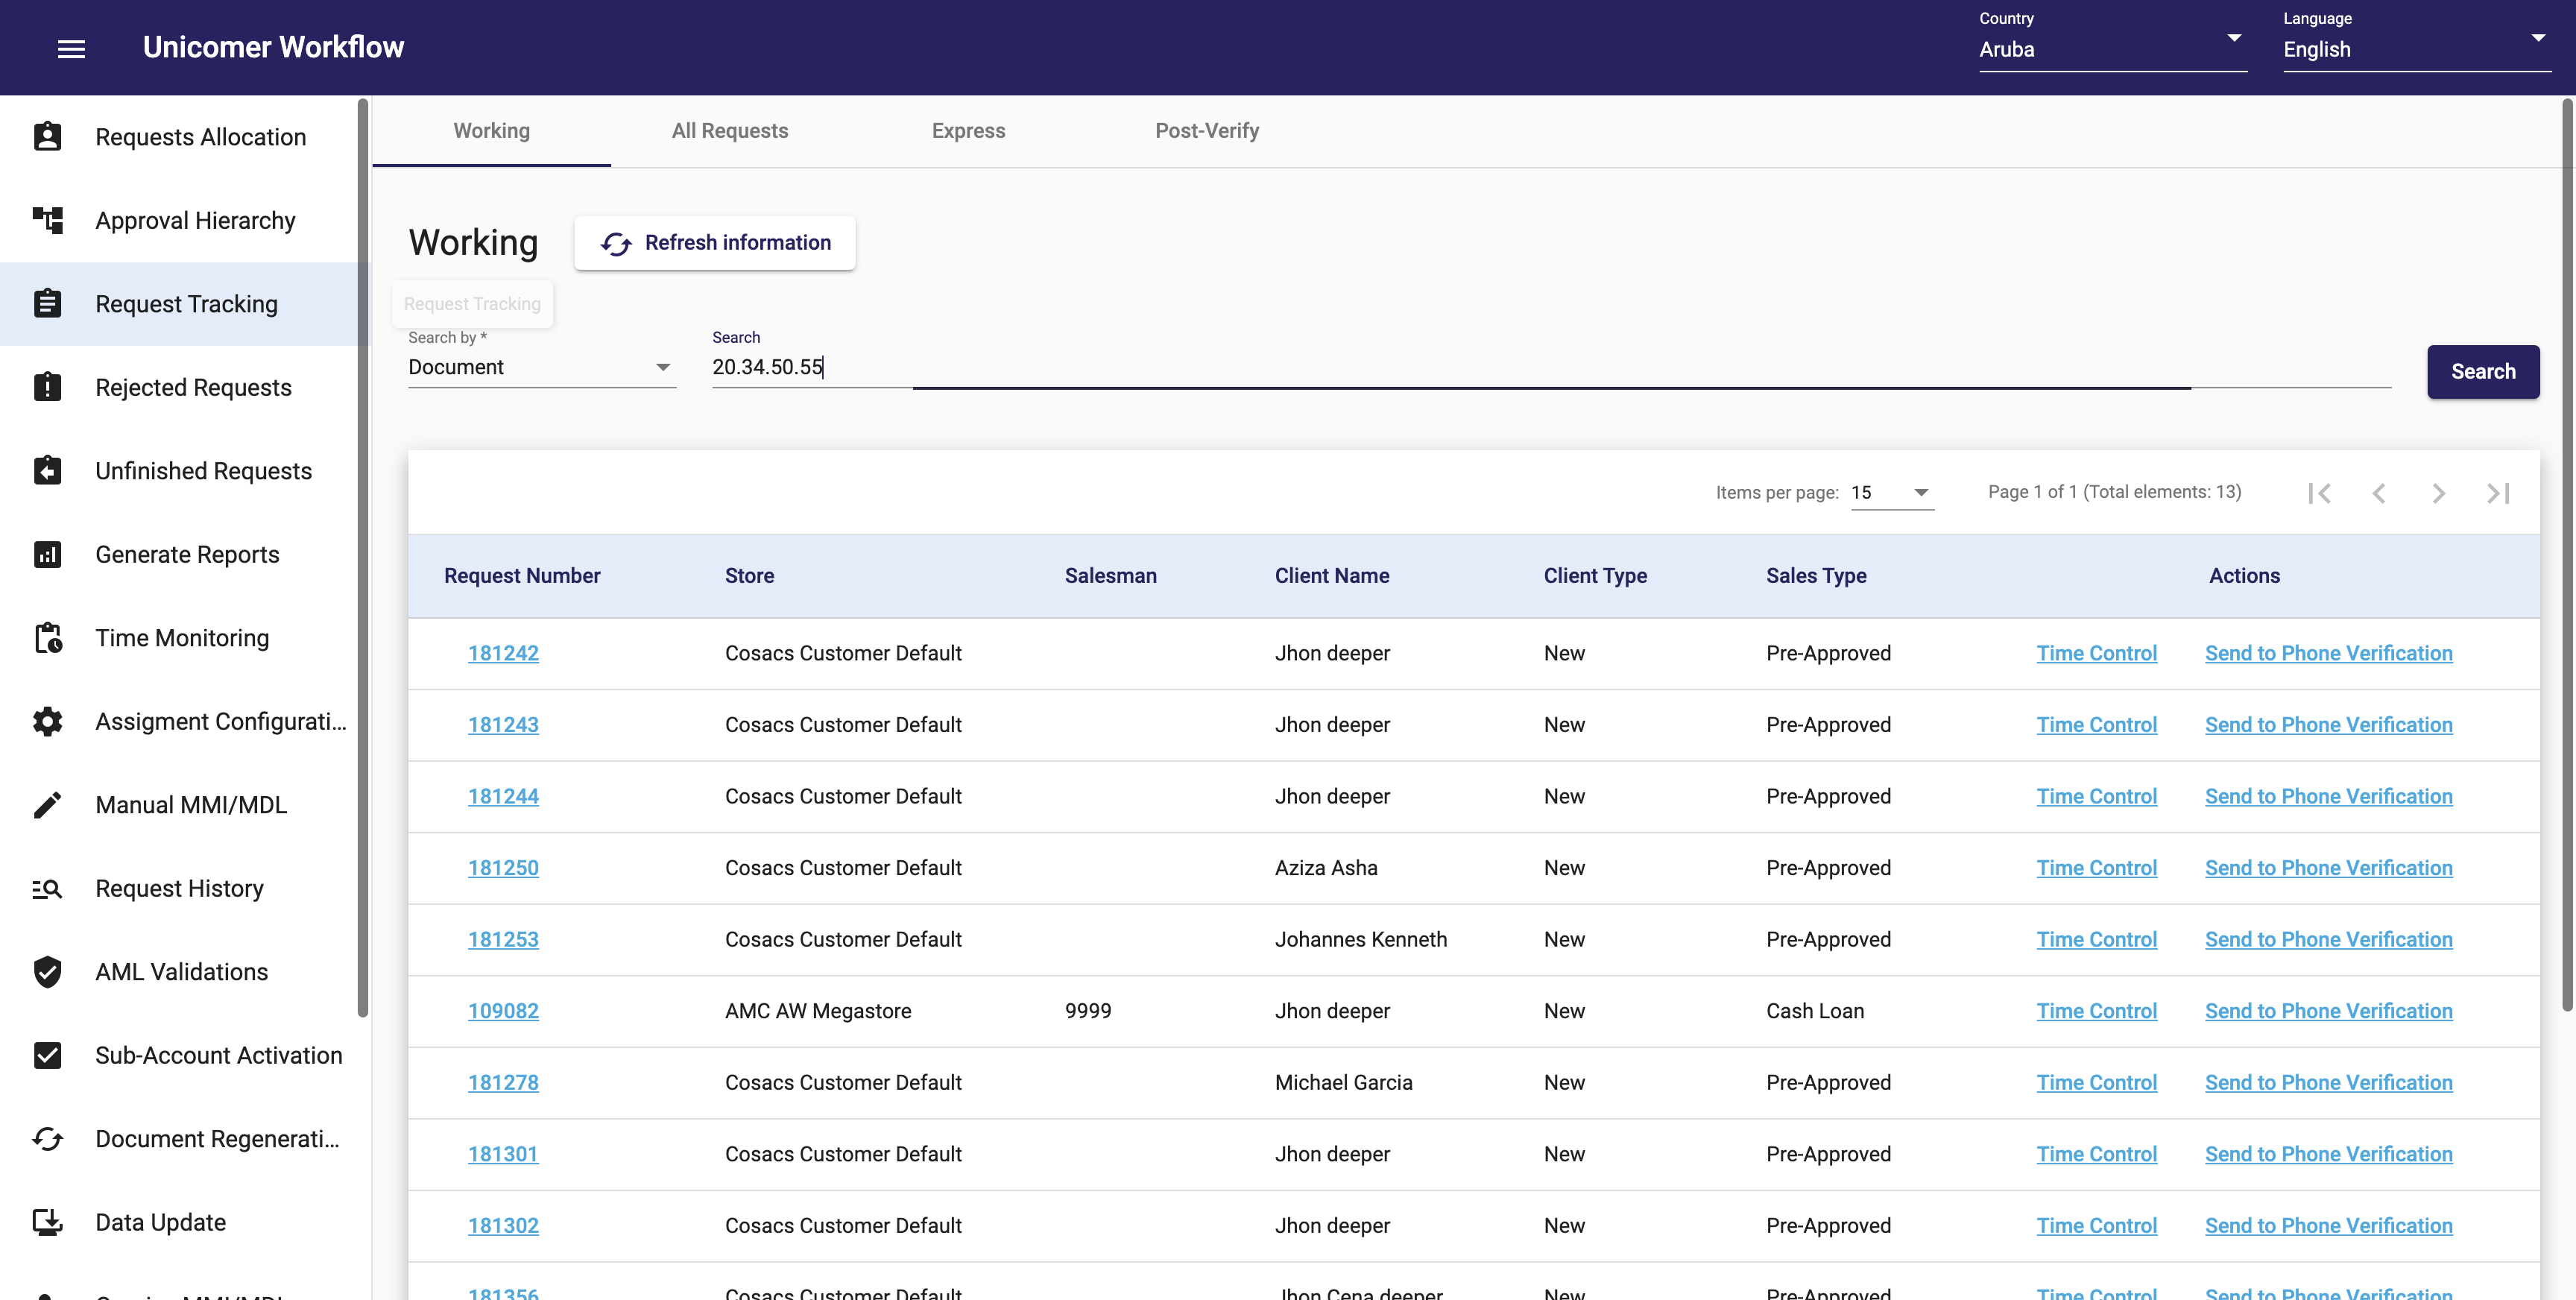 Unicomer Workflow
Country
Aruba
Language
English
Requests Allocation
Approval Hierarchy
Request Tracking
Rejected Requests
Unfinished Requests
Generate Reports
Time Monitoring
Assigment Configurati...
Manual MMI/MDL
Request History
AML Validations
Sub-Account Activation
Document Regenerati...
Data Update
Working All Requests Express Post-Verify
Working
Refresh information
Request Tracking
Search by *
Document
Search
20.34.50.55
Search
Items per page: 15 Page 1 of 1 (Total elements: 13)
Request Number Store Salesman Client Name Client Type Sales Type Actions
181242 Cosacs Customer Default Jhon deeper New Pre-Approved Time Control Send to Phone Verification
181243 Cosacs Customer Default Jhon deeper New Pre-Approved Time Control Send to Phone Verification
181244 Cosacs Customer Default Jhon deeper New Pre-Approved Time Control Send to Phone Verification
181250 Cosacs Customer Default Aziza Asha New Pre-Approved Time Control Send to Phone Verification
181253 Cosacs Customer Default Johannes Kenneth New Pre-Approved Time Control Send to Phone Verification
109082 AMC AW Megastore 9999 Jhon deeper New Cash Loan Time Control Send to Phone Verification
181278 Cosacs Customer Default Michael Garcia New Pre-Approved Time Control Send to Phone Verification
181301 Cosacs Customer Default Jhon deeper New Pre-Approved Time Control Send to Phone Verification
181302 Cosacs Customer Default Jhon deeper New Pre-Approved Time Control Send to Phone Verification
181356 Cosacs Customer Default Jhon Cena deeper New Pre-Approved Time Control Send to Phone Verification